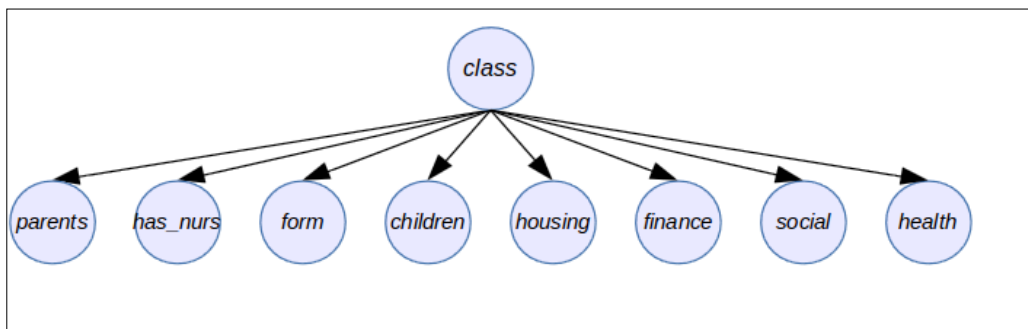 class
parents has_nurs form children housing finance social health